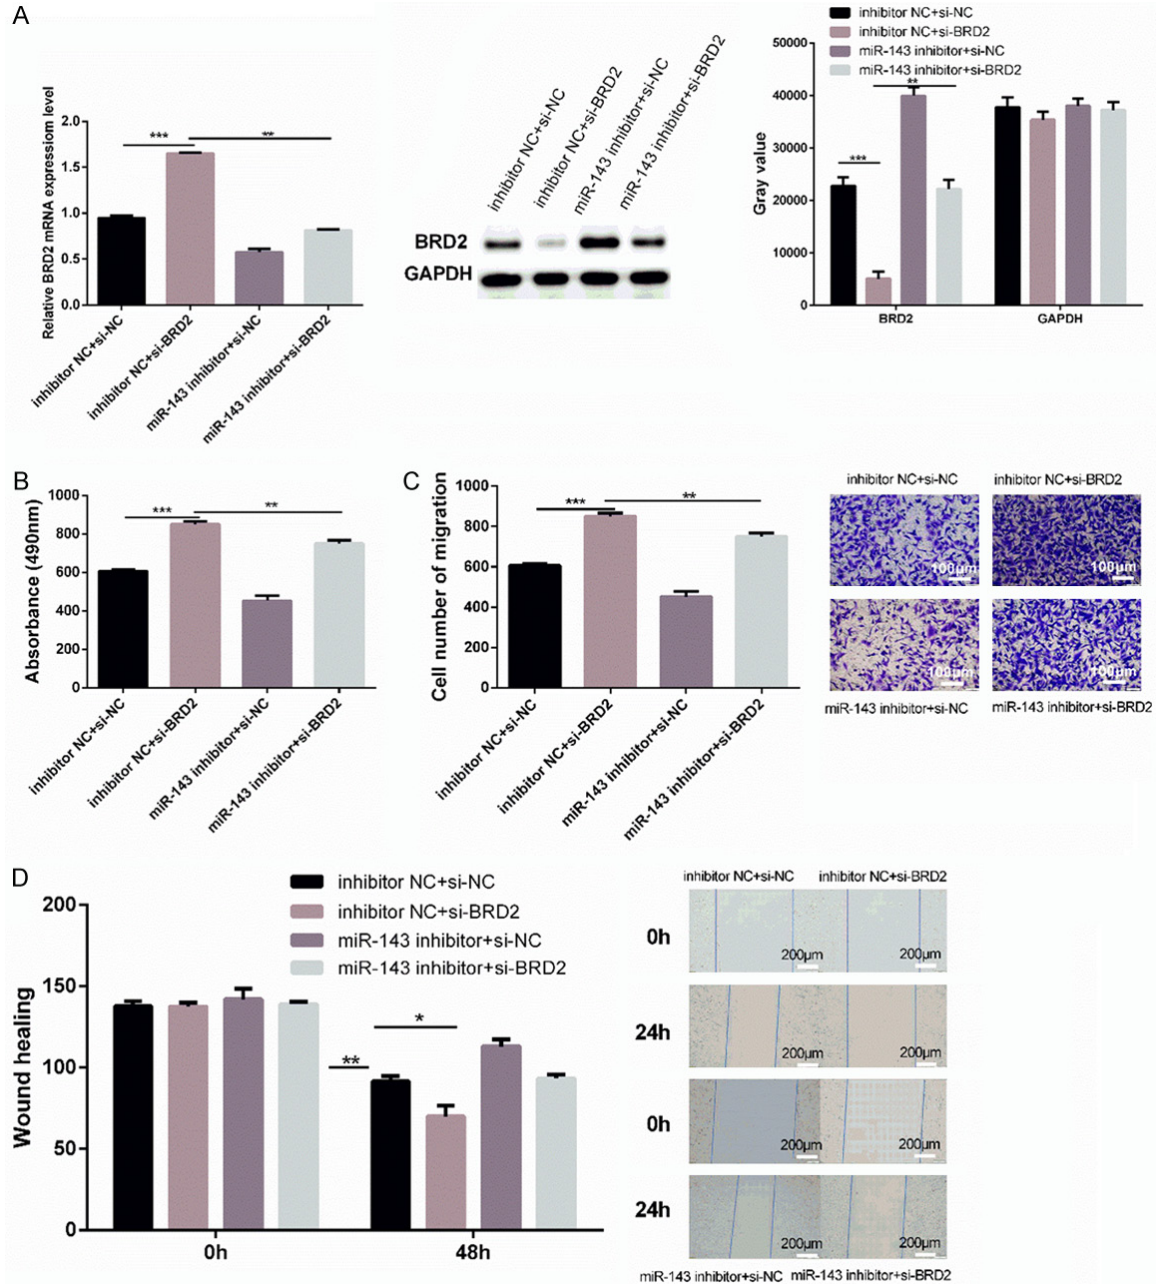 A
Relative BRD2 mRNA expressiom level
2.0
1.5
1.0
0.5
0.0
***
**
inhibitor NC+si-NC
inhibitor NC+si-BRD2
miR-143 inhibitor+si-NC
miR-143 inhibitor+si-BRD2
inhibitor NC+si-NC
inhibitor NC+si-BRD2
miR-143 inhibitor+si-NC
miR-143 inhibitor+si-BRD2
BRD2
GAPDH
inhibitor NC+si-NC
inhibitor NC+si-BRD2
miR-143 inhibitor+si-NC
miR-143 inhibitor+si-BRD2
Gray value
50000
40000
30000
20000
10000
0
***
**
BRD2
GAPDH
B
Absorbance (490nm)
1000
800
600
400
200
0
***
**
inhibitor NC+si-NC
inhibitor NC+si-BRD2
miR-143 inhibitor+si-NC
miR-143 inhibitor+si-BRD2
C
Cell number of migration
1000
800
600
400
200
0
***
**
inhibitor NC+si-NC
inhibitor NC+si-BRD2
miR-143 inhibitor+si-NC
miR-143 inhibitor+si-BRD2
inhibitor NC+si-NC
inhibitor NC+si-BRD2
100μm
100μm
100μm
100μm
miR-143 inhibitor+si-NC
miR-143 inhibitor+si-BRD2
D
inhibitor NC+si-NC
inhibitor NC+si-BRD2
miR-143 inhibitor+si-NC
miR-143 inhibitor+si-BRD2
Wound healing
200
150
100
50
0
**
*
0h
48h
inhibitor NC+si-NC
inhibitor NC+si-BRD2
0h
200μm
200μm
24h
200μm
200μm
0h
200μm
200μm
24h
200μm
200μm
miR-143 inhibitor+si-NC
miR-143 inhibitor+si-BRD2